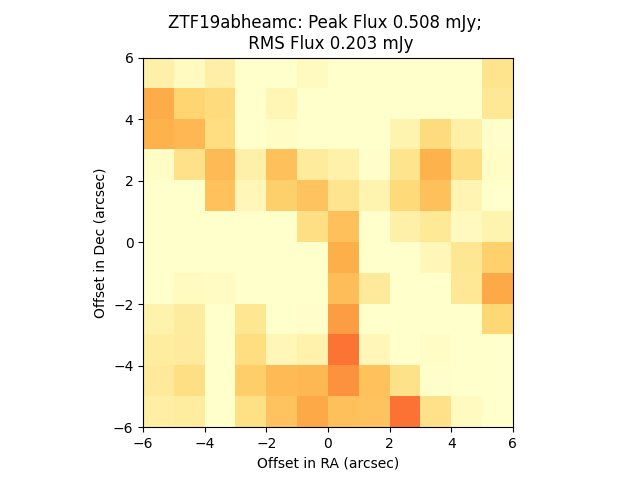 ZTF19abheamc: Peak Flux 0.508 mJy;
RMS Flux 0.203 mJy
6
4
2
0
−2
−4
−6
Offset in Dec (arcsec)
−6 −4 −2 0 2 4 6
Offset in RA (arcsec)